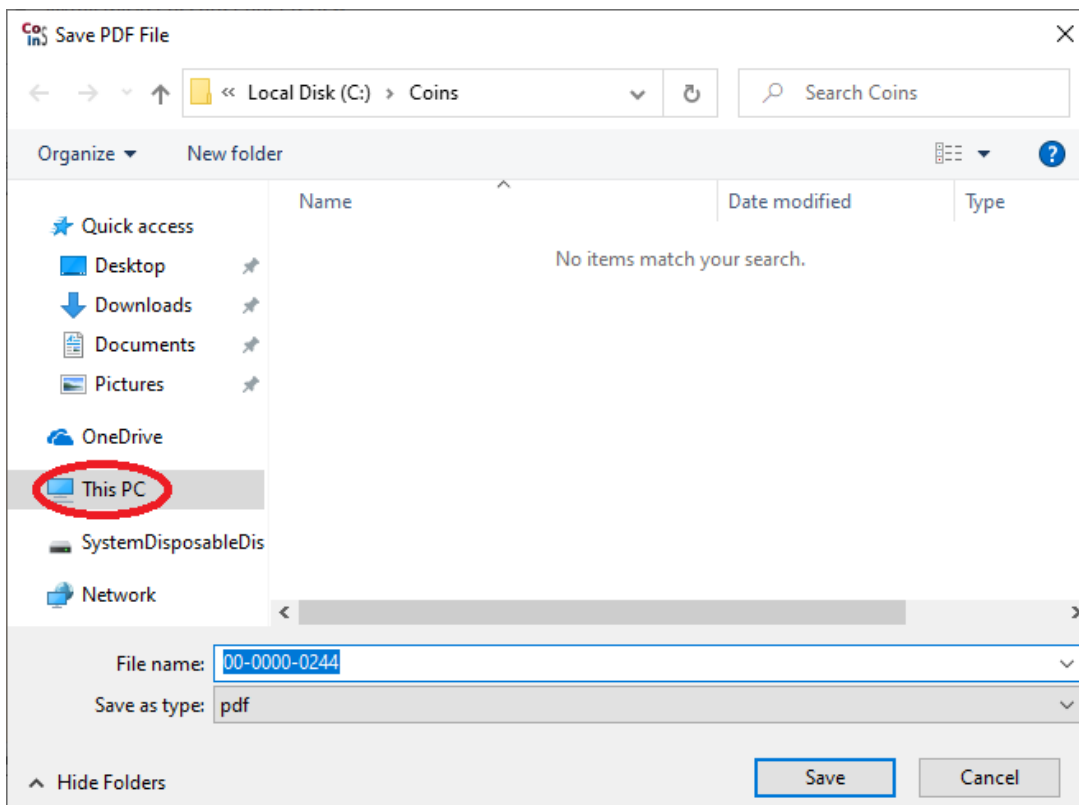 Co In S Save PDF File
« Local Disk (C:) › Coins Search Coins
Organize New folder ?
Name Date modified Type
Quick access
No items match your search.
Desktop
Downloads
Documents
Pictures
OneDrive
This PC
SystemDisposableDis
Network
File name: 00-0000-0244
Save as type: pdf
Hide Folders Save Cancel